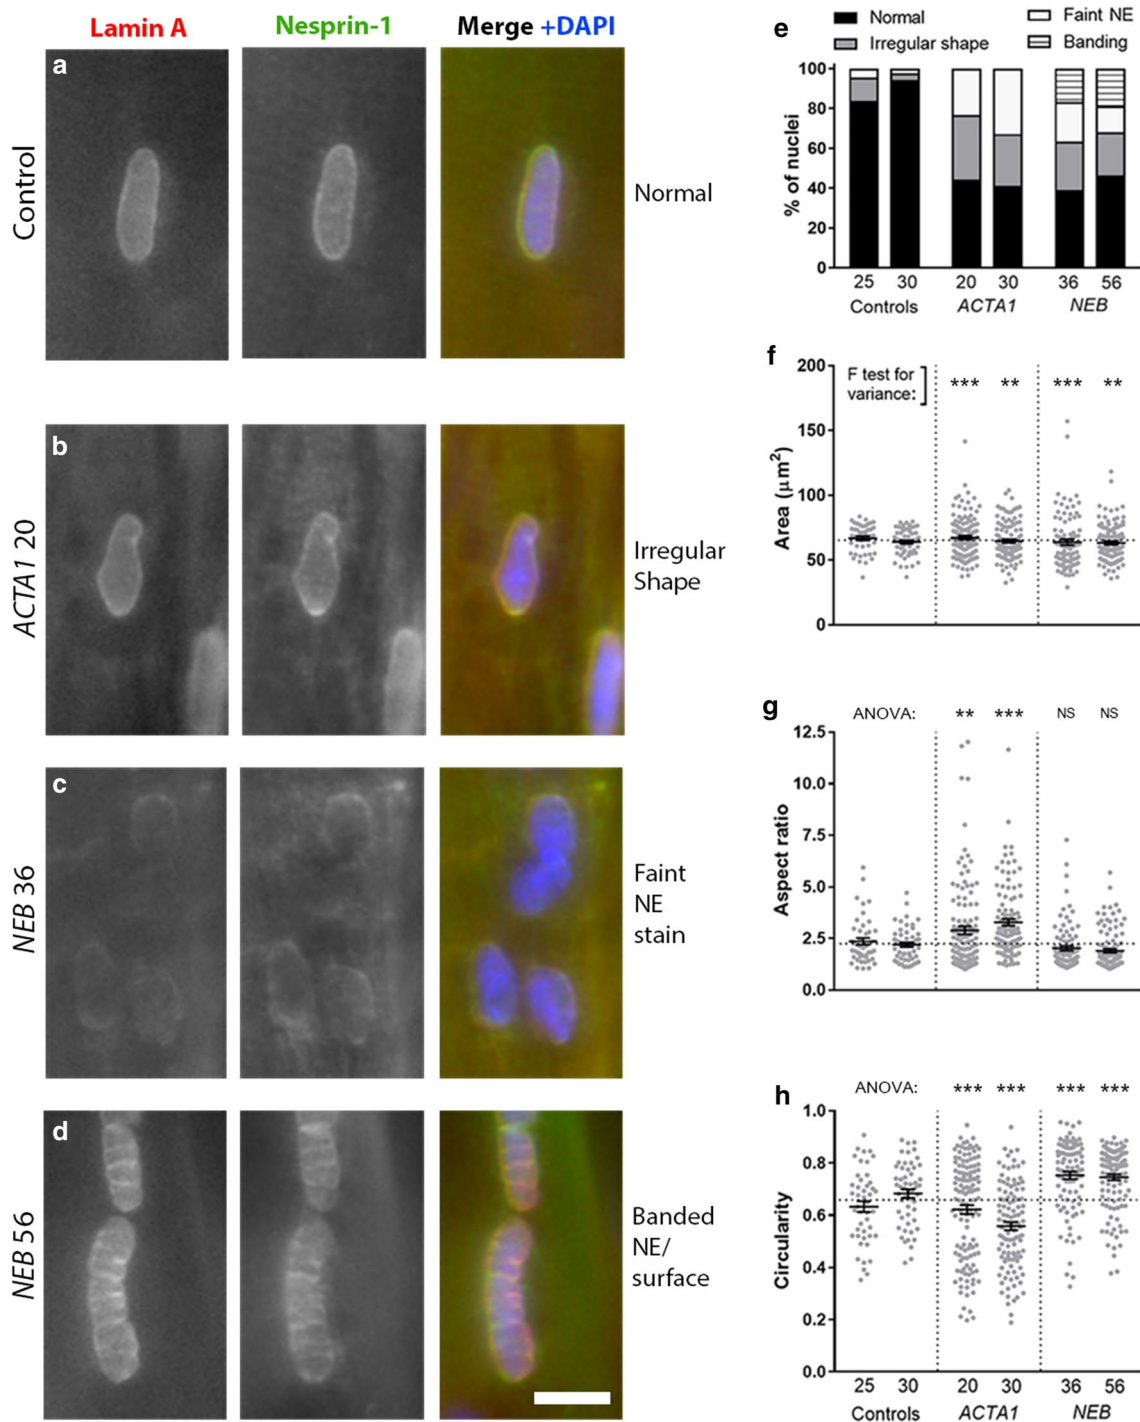 Lamin A Nesprin-1 Merge +DAPI
a
Control
Normal
b
ACTA1 20
Irregular
Shape
c
NEB 36
Faint
NE
stain
d
NEB 56
Banded
NE/
surface
e
Normal Faint NE
Irregular shape Banding
% of nuclei
100
80
60
40
20
0
25 30 20 30 36 56
Controls ACTA1 NEB
f
F test for
variance:
*** ** *** **
Area (μm2)
200
150
100
50
0
g
ANOVA: ** *** NS NS
Aspect ratio
12.5
10.0
7.5
5.0
2.5
0.0
h
ANOVA: *** *** *** ***
Circularity
1.0
0.8
0.6
0.4
0.2
0.0
25 30 20 30 36 56
Controls ACTA1 NEB